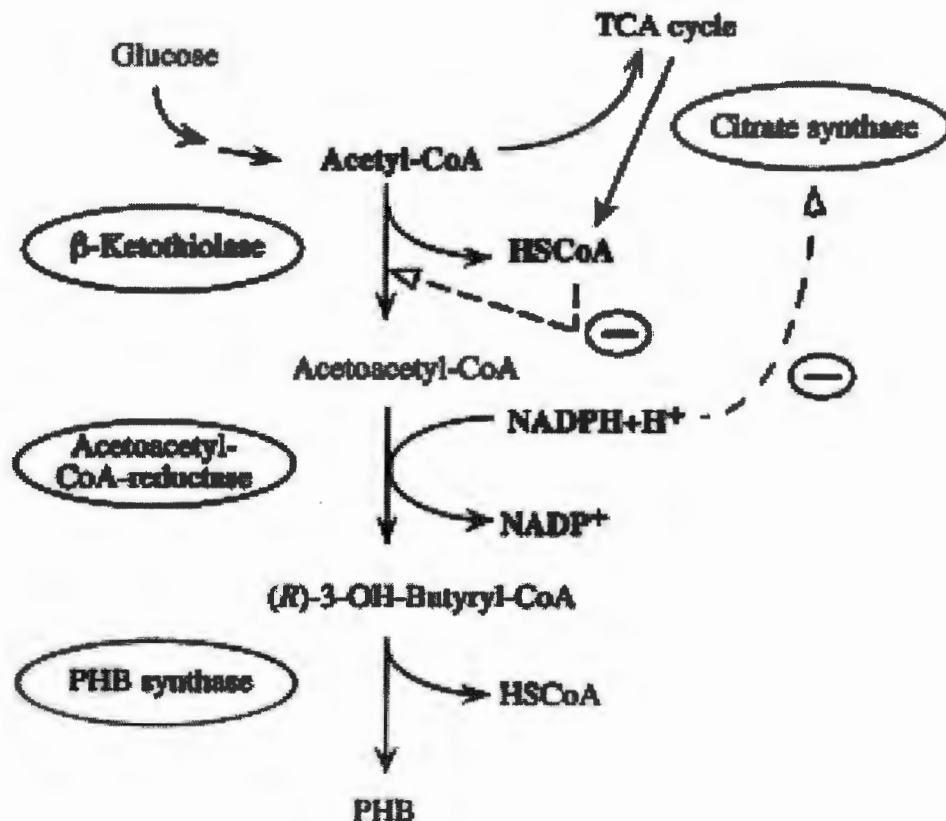 TCA cycle
Glucose
Citrate synthase
Acetyl-CoA
β-Ketothiolase
HSCoA
Acetoacetyl-CoA
NADPH+H⁺
Acetoacetyl-
CoA-reductase
NADP⁺
(R)-3-OH-Butyryl-CoA
PHB synthase
HSCoA
PHB